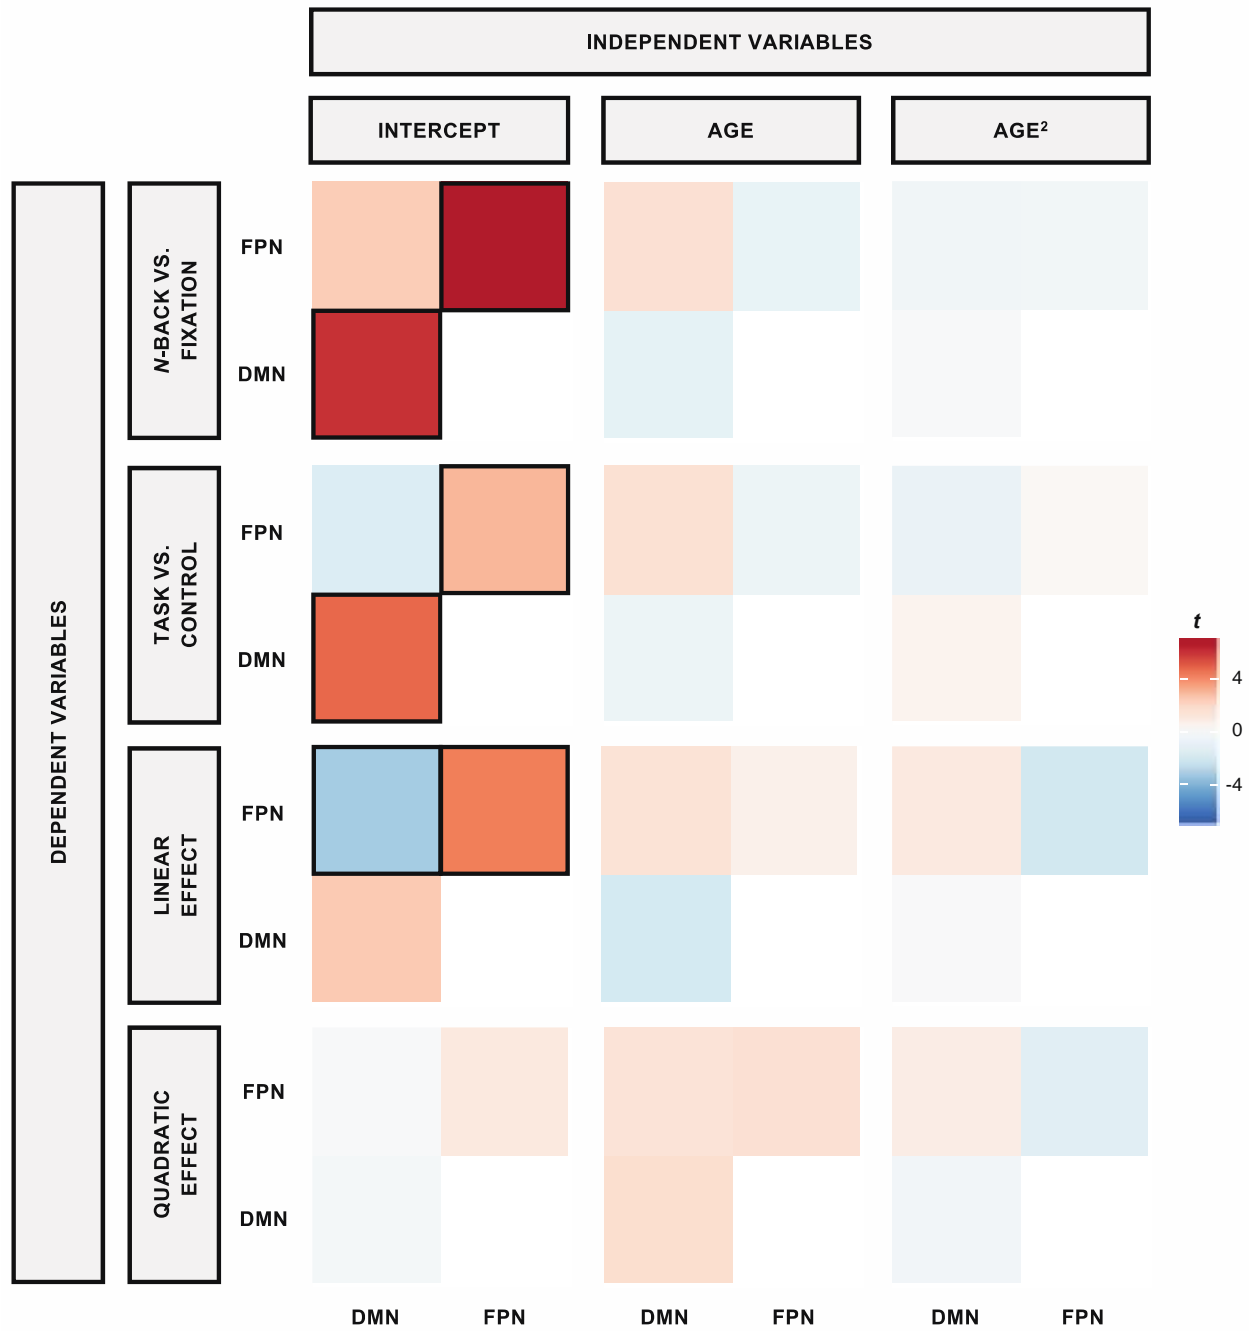 INDEPENDENT VARIABLES
INTERCEPT
AGE
AGE²
DEPENDENT VARIABLES
N-BACK VS.
FIXATION
FPN
DMN
TASK VS.
CONTROL
FPN
DMN
LINEAR
EFFECT
FPN
DMN
QUADRATIC
EFFECT
FPN
DMN
DMN
FPN
DMN
FPN
DMN
FPN
t
4
0
-4